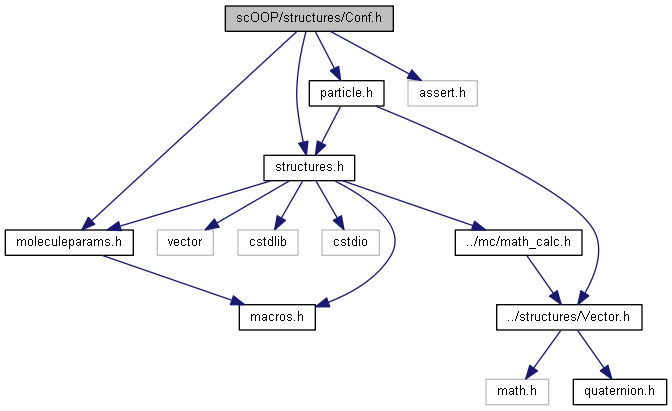 scOOP/structures/Conf.h
particle.h
assert.h
structures.h
moleculeparams.h
vector
cstdlib
cstdio
../mc/math_calc.h
macros.h
../structures/Vector.h
math.h
quaternion.h